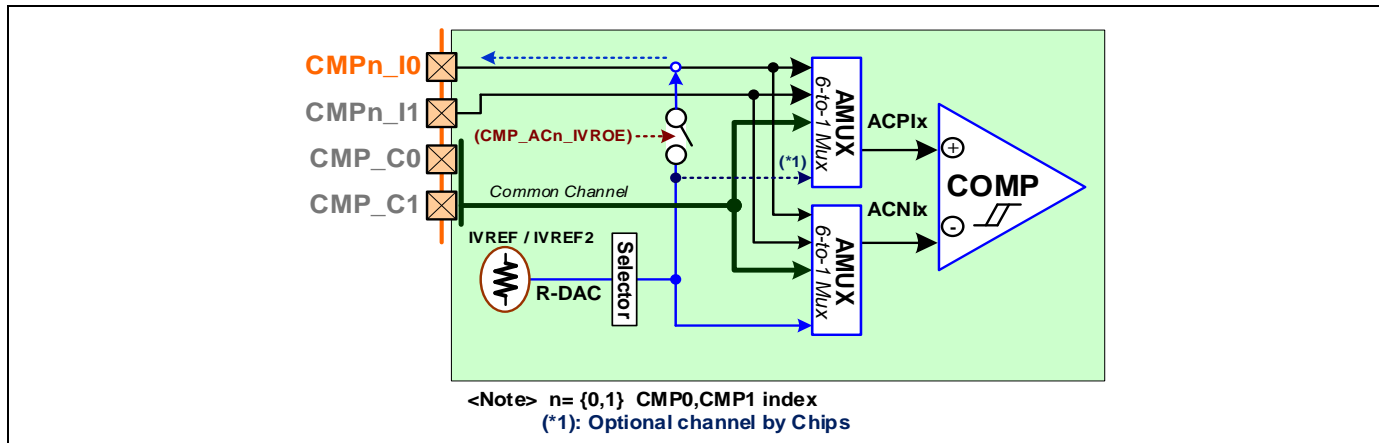 CMPn_I0
CMPn_I1
CMP_C0
CMP_C1
(CMP_ACn_IVROE)
(*1)
Common Channel
IVREF / IVREF2
R-DAC
Selector
AMUX
6-to-1 Mux
AMUX
6-to-1 Mux
ACPIx
ACNIx
+
COMP
-
<Note> n= {0,1} CMP0,CMP1 index
(*1): Optional channel by Chips